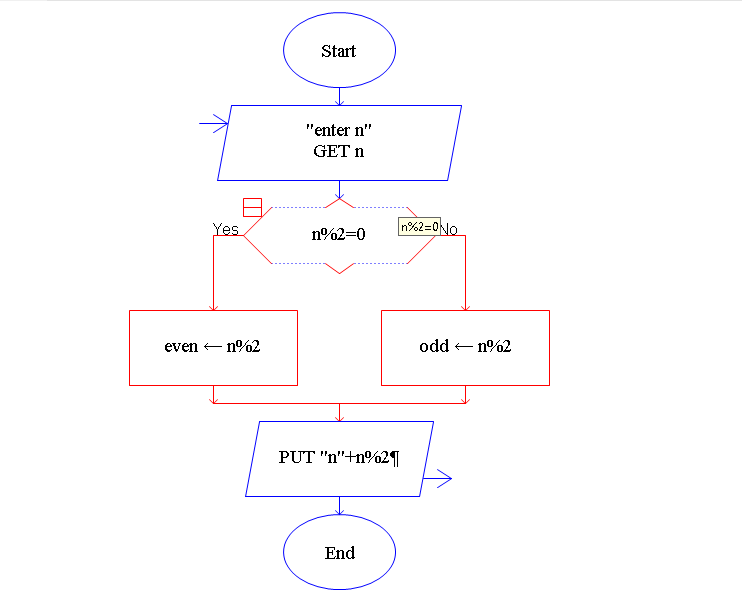 Start
"enter n"
GET n
Yes
n%2=0
n%2=0
No
even ← n%2
odd ← n%2
PUT "n"+n%2¶
End